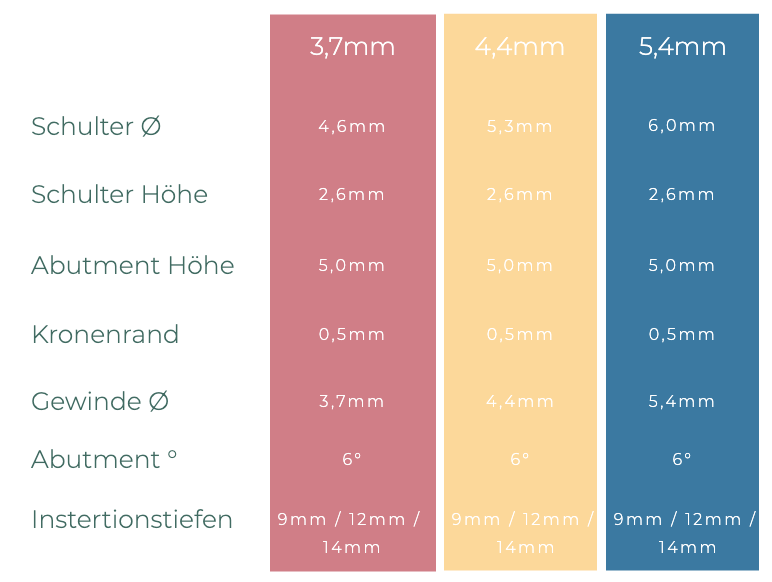 3,7mm 4,4mm 5,4mm
Schulter Ø 4,6mm 5,3mm 6,0mm
Schulter Höhe 2,6mm 2,6mm 2,6mm
Abutment Höhe 5,0mm 5,0mm 5,0mm
Kronenrand 0,5mm 0,5mm 0,5mm
Gewinde Ø 3,7mm 4,4mm 5,4mm
Abutment ° 6° 6° 6°
Instertionstiefen 9mm / 12mm / 9mm / 12mm / 9mm / 12mm /
14mm 14mm 14mm